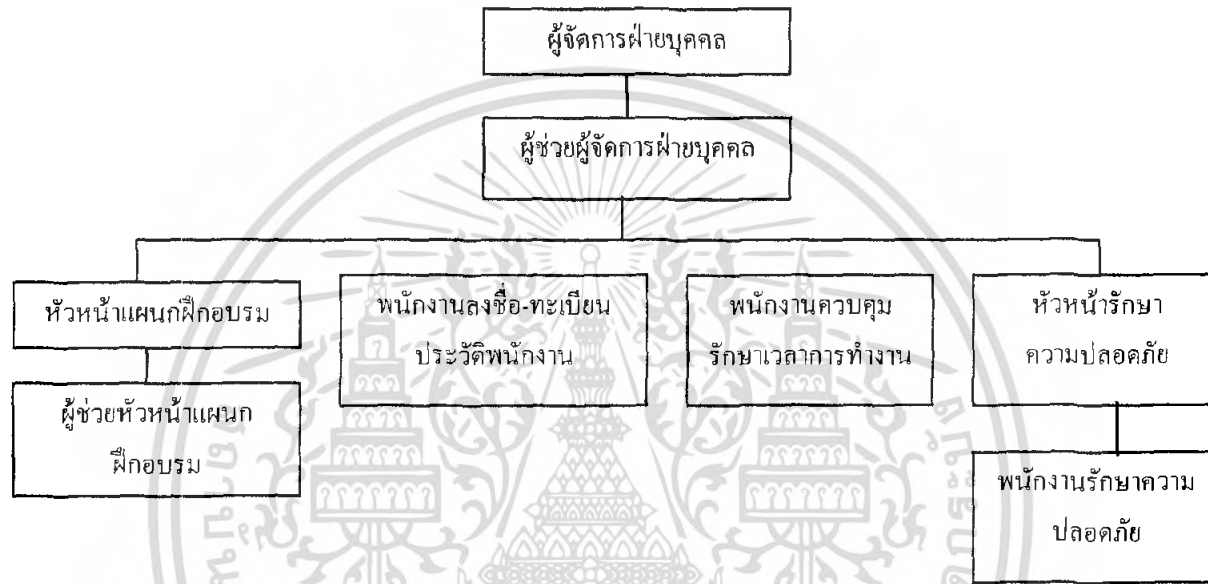 ผู้จัดการฝ่ายบุคคล
ผู้ช่วยผู้จัดการฝ่ายบุคคล
หัวหน้าแผนกฝึกอบรม
ผู้ช่วยหัวหน้าแผนก
ฝึกอบรม
พนักงานลงชื่อ-ทะเบียน
ประวัติพนักงาน
พนักงานควบคุม
รักษาเวลาการทำงาน
หัวหน้ารักษา
ความปลอดภัย
พนักงานรักษาความ
ปลอดภัย